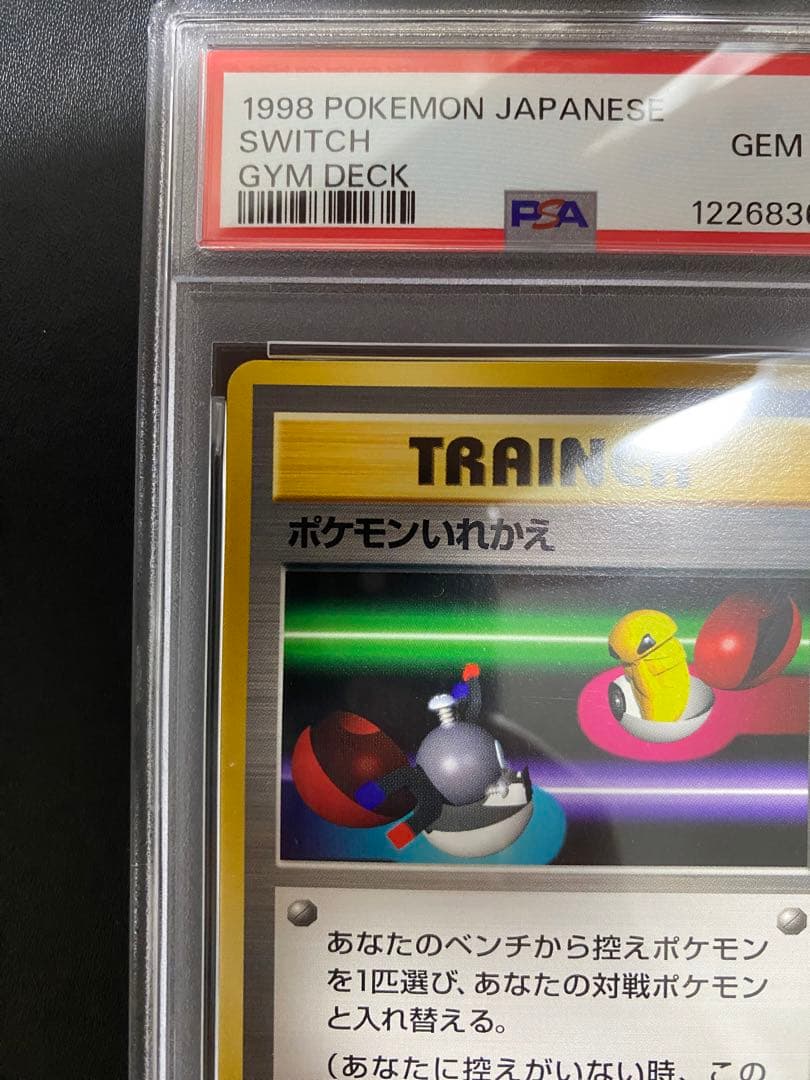 1998 POKEMON JAPANESE
SWITCH
GEM
GYM DECK
PSA
1226836
TRAINER
ポケモンいれかえ
あなたのベンチから控えポケモン
を1匹選び、あなたの対戦ポケモン
と入れ替える。
（あなたに控えがいない時、この